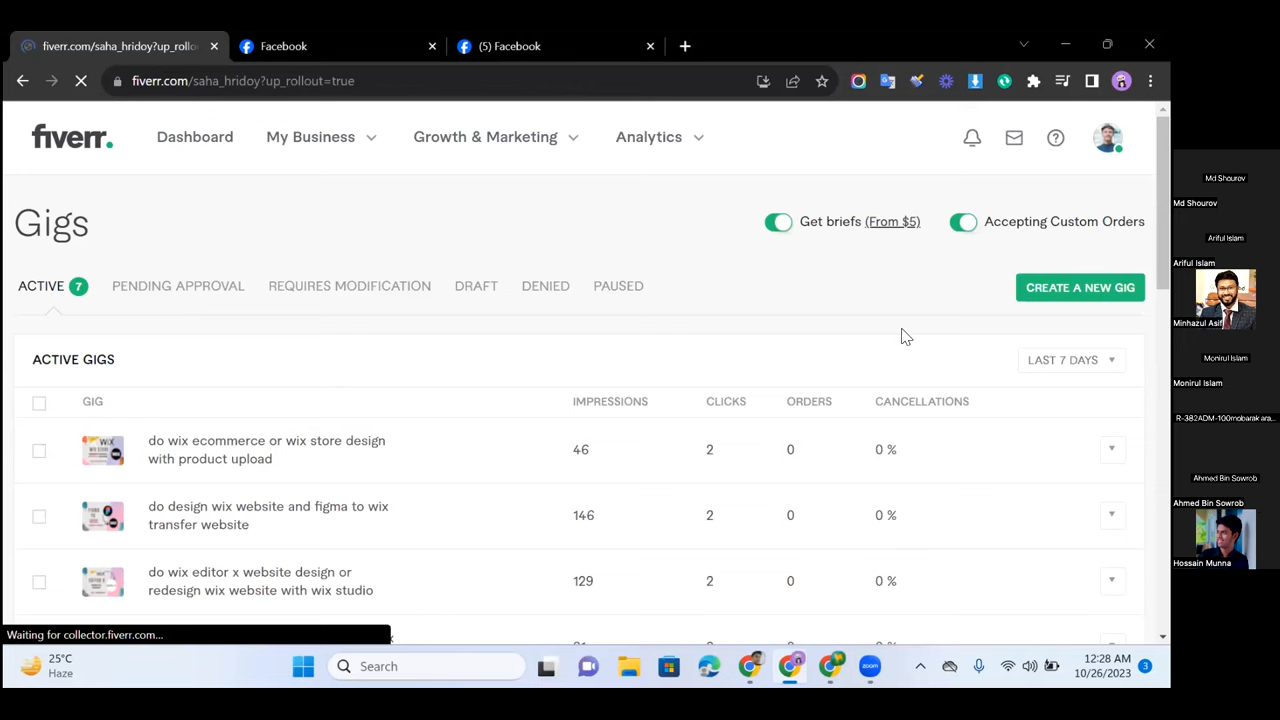 fiverr.com/saha_hridoy?up_rollo
Facebook
(5) Facebook
fiverr.com/saha_hridoy?up_rollout=true
fiverr.
Dashboard
My Business
Growth & Marketing
Analytics
Gigs
Get briefs (From $5)
Accepting Custom Orders
ACTIVE 7
PENDING APPROVAL
REQUIRES MODIFICATION
DRAFT
DENIED
PAUSED
CREATE A NEW GIG
ACTIVE GIGS
LAST 7 DAYS
GIG
IMPRESSIONS
CLICKS
ORDERS
CANCELLATIONS
do wix ecommerce or wix store design
with product upload
46
2
0
0 %
do design wix website and figma to wix
transfer website
146
2
0
0 %
do wix editor x website design or
redesign wix website with wix studio
129
2
0
0 %
Waiting for collector.fiverr.com...
25°C
Haze
Search
zoom
12:28 AM
10/26/2023
3
Md Shourov
Md Shourov
Ariful Islam
Ariful Islam
Minhazul Asif
Monirul Islam
Monirul Islam
R-382ADM-100mobarak ara...
Ahmed Bin Sowrob
Ahmed Bin Sowrob
Hossain Munna